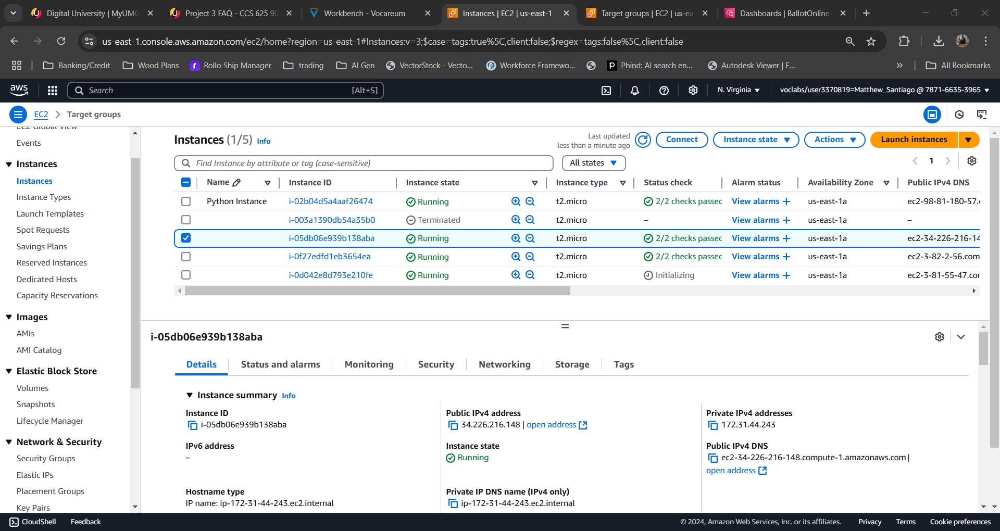 Digital University | MyUMG
Project 3 FAQ - CCS 625 90
Workbench - Vocareum
Instances | EC2 | us-east-1
Target groups | EC2 | us-ea
Dashboards | BallotOnline-
us-east-1.console.aws.amazon.com/ec2/home?region=us-east-1#Instances:v=3;$case=tags:true%5C,client:false;$regex=tags:false%5C,client:false
Banking/Credit
Wood Plans
Rollo Ship Manager
trading
AI Gen
VectorStock - Vecto...
Workforce Framewo...
Phind: AI search en...
Autodesk Viewer | F...
All Bookmarks
aws
Search
[Alt+S]
N. Virginia
voclabs/user3370819=Matthew_Santiago @ 7871-6635-3965
EC2 > Target groups
EC2 Global View
Events
Instances
Instances
Instance Types
Launch Templates
Spot Requests
Savings Plans
Reserved Instances
Dedicated Hosts
Capacity Reservations
Images
AMIs
AMI Catalog
Elastic Block Store
Volumes
Snapshots
Lifecycle Manager
Network & Security
Security Groups
Elastic IPs
Placement Groups
Key Pairs
Instances (1/5) Info
Last updated
less than a minute ago
Connect
Instance state
Actions
Launch instances
Find Instance by attribute or tag (case-sensitive)
All states
1
Name Instance ID Instance state Instance type Status check Alarm status Availability Zone Public IPv4 DNS
Python Instance i-02b04d5a4aaf26474 Running t2.micro 2/2 checks passec View alarms + us-east-1a ec2-98-81-180-57.
i-003a1390db54a35b0 Terminated t2.micro – View alarms + us-east-1a –
i-05db06e939b138aba Running t2.micro 2/2 checks passec View alarms + us-east-1a ec2-34-226-216-14
i-0f27edfd1eb3654ea Running t2.micro 2/2 checks passec View alarms + us-east-1a ec2-3-82-2-56.com
i-0d042e8d793e210fe Running t2.micro Initializing View alarms + us-east-1a ec2-3-81-55-47.cor
i-05db06e939b138aba
Details
Status and alarms
Monitoring
Security
Networking
Storage
Tags
Instance summary Info
Instance ID
i-05db06e939b138aba
Public IPv4 address
34.226.216.148 | open address
Private IPv4 addresses
172.31.44.243
IPv6 address
–
Instance state
Running
Public IPv4 DNS
ec2-34-226-216-148.compute-1.amazonaws.com |
open address
Hostname type
IP name: ip-172-31-44-243.ec2.internal
Private IP DNS name (IPv4 only)
ip-172-31-44-243.ec2.internal
CloudShell
Feedback
© 2024, Amazon Web Services, Inc. or its affiliates.
Privacy
Terms
Cookie preferences